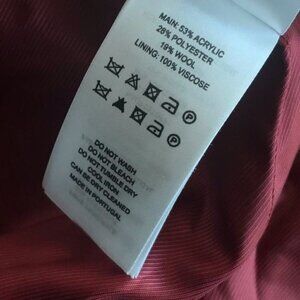 MAIN: 53% ACRYLIC
28% POLYESTER
19% WOOL
LINING: 100% VISCOSE
DO NOT WASH
DO NOT BLEACH
DO NOT TUMBLE DRY
COOL IRON
CAN BE DRY CLEANED
MADE IN PORTUGAL